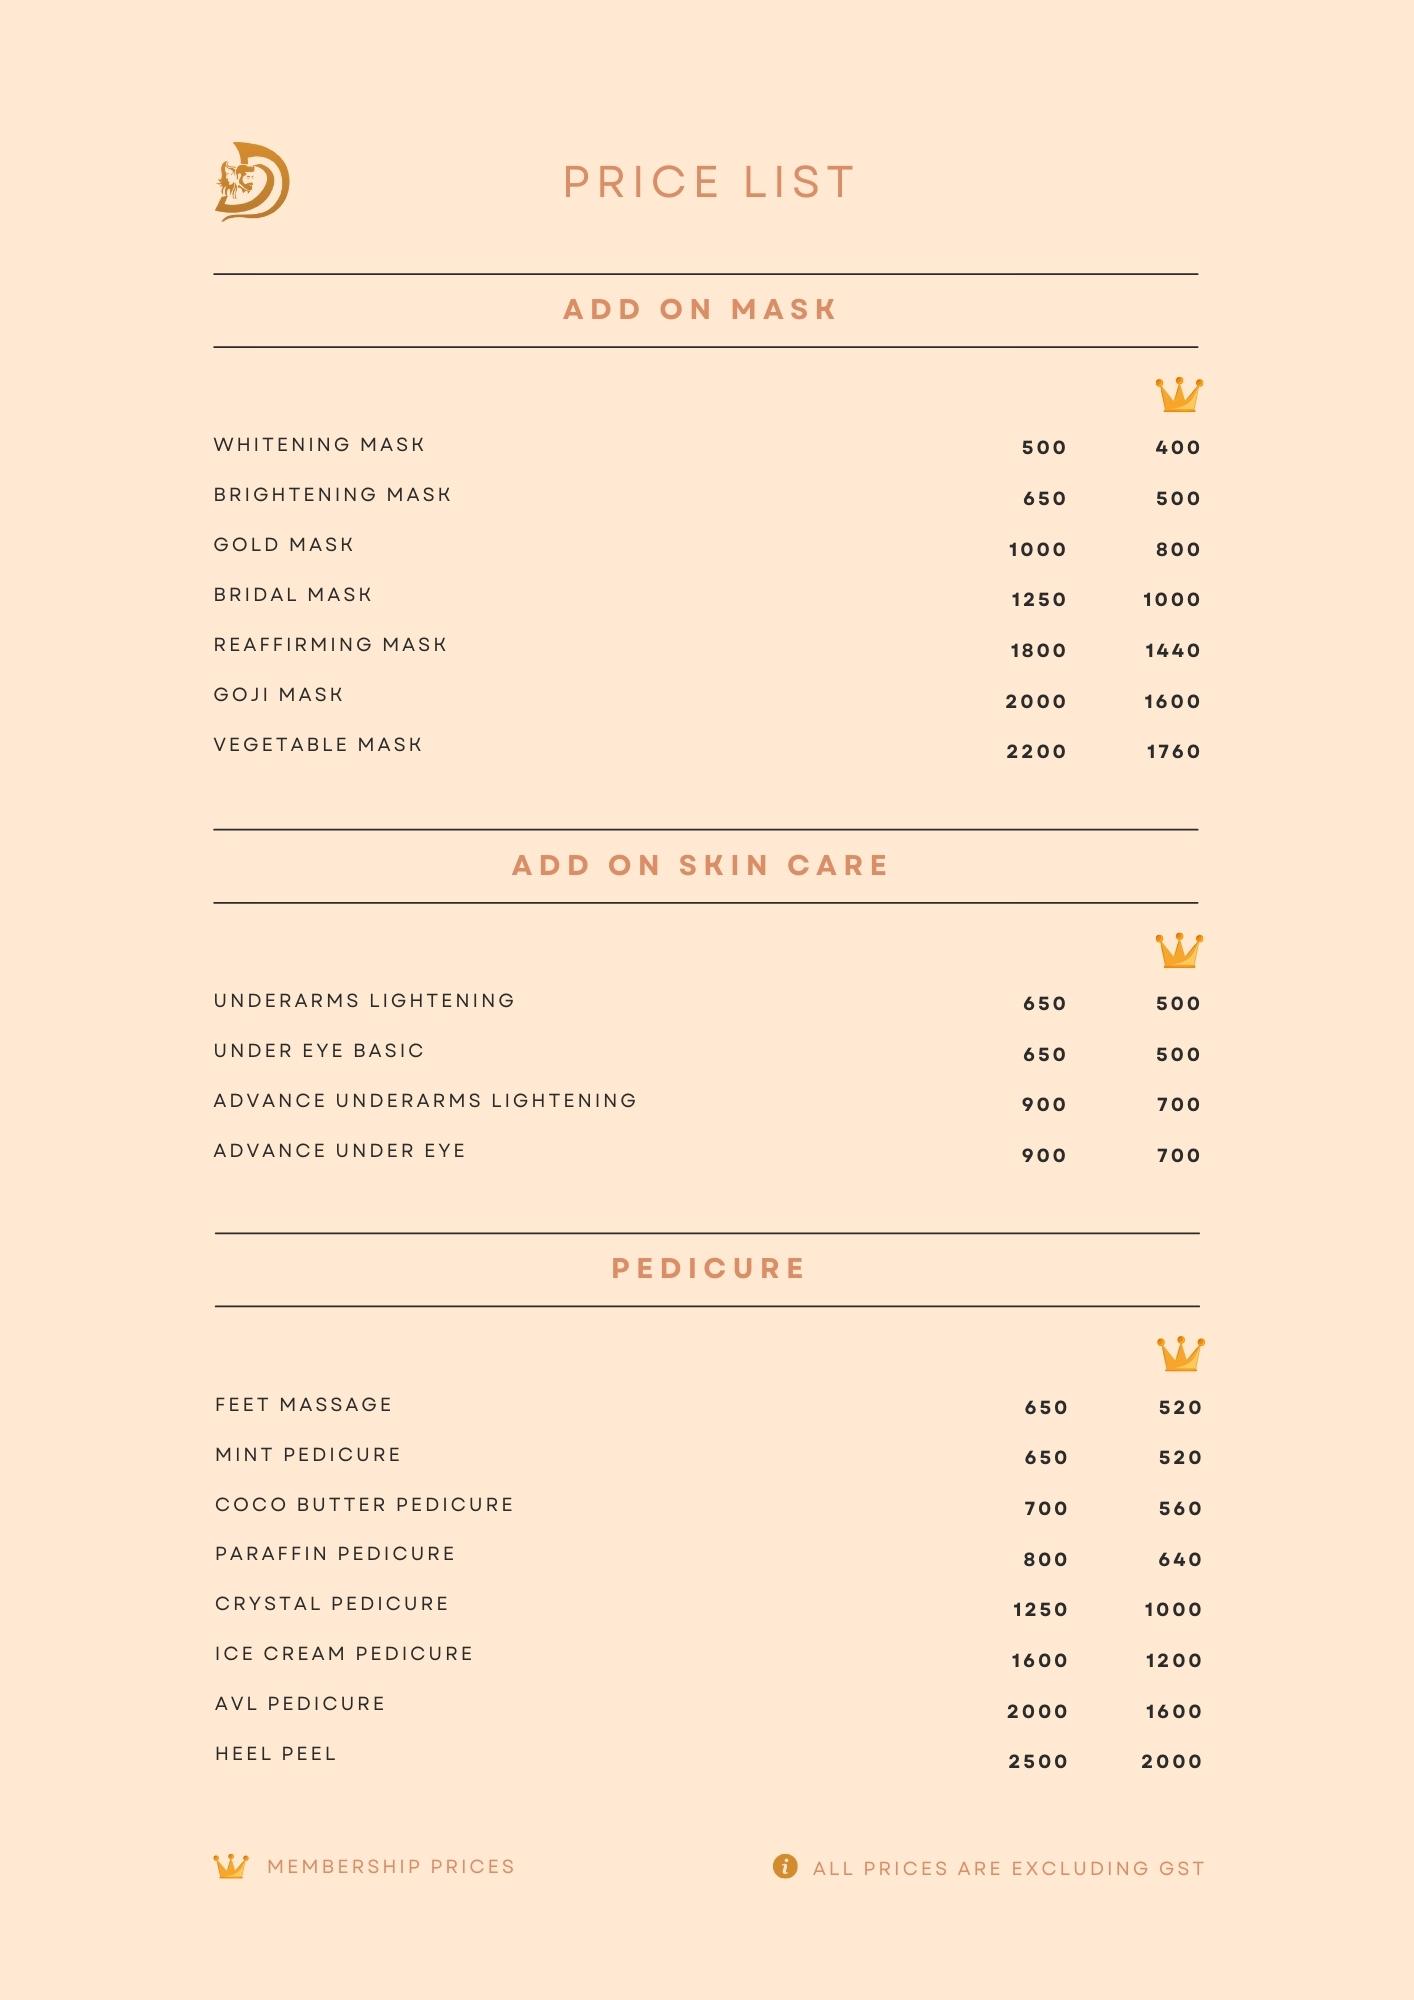 PRICE LIST
ADD ON MASK
WHITENING MASK 500 400
BRIGHTENING MASK 650 500
GOLD MASK 1000 800
BRIDAL MASK 1250 1000
REAFFIRMING MASK 1800 1440
GOJI MASK 2000 1600
VEGETABLE MASK 2200 1760
ADD ON SKIN CARE
UNDERARMS LIGHTENING 650 500
UNDER EYE BASIC 650 500
ADVANCE UNDERARMS LIGHTENING 900 700
ADVANCE UNDER EYE 900 700
PEDICURE
FEET MASSAGE 650 520
MINT PEDICURE 650 520
COCO BUTTER PEDICURE 700 560
PARAFFIN PEDICURE 800 640
CRYSTAL PEDICURE 1250 1000
ICE CREAM PEDICURE 1600 1200
AVL PEDICURE 2000 1600
HEEL PEEL 2500 2000
MEMBERSHIP PRICES
ALL PRICES ARE EXCLUDING GST